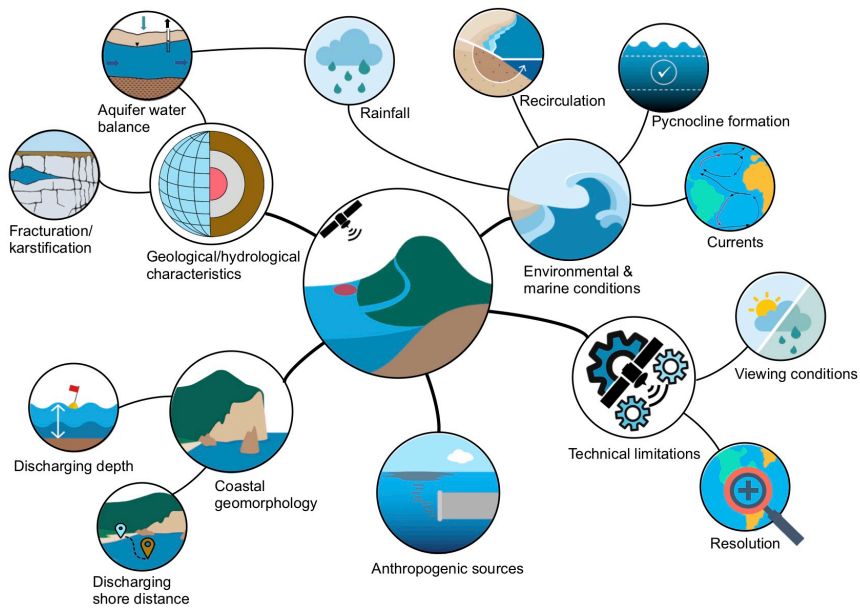 Aquifer water
balance
Rainfall
Recirculation
Pycnocline formation
Fracturation/
karstification
Geological/hydrological
characteristics
Environmental &
marine conditions
Currents
Viewing conditions
Technical limitations
Resolution
Discharging depth
Coastal
geomorphology
Discharging
shore distance
Anthropogenic sources